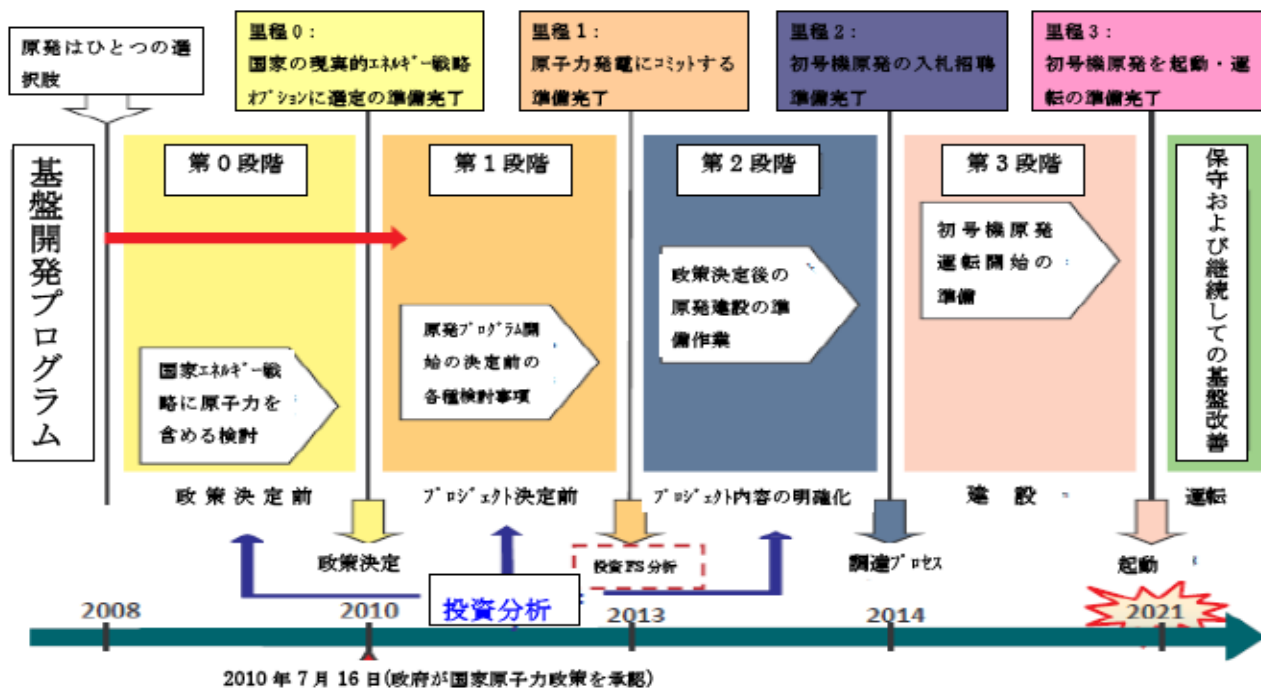 原発はひとつの選
択肢
里程0：
国家の現実的エネルギー戦略
オプションに選定の準備完了
里程1：
原子力発電にコミットする
準備完了
里程2：
初号機原発の入札招聘
準備完了
里程3：
初号機原発を起動・運
転の準備完了
基盤開発プログラム
第0段階
第1段階
第2段階
第3段階
保守および継続しての基盤改善
国家エネルギー戦
略に原子力を
含める検討
原発プログラム開
始の決定前の
各種検討事項
政策決定後の
原発建設の準
備作業
初号機原発
運転開始の
準備
政策決定前
プロジェクト決定前
プロジェクト内容の明確化
建設
運転
政策決定
投資FS分析
調達プロセス
起動
投資分析
2008
2010
2013
2014
2021
2010年7月16日(政府が国家原子力政策を承認)